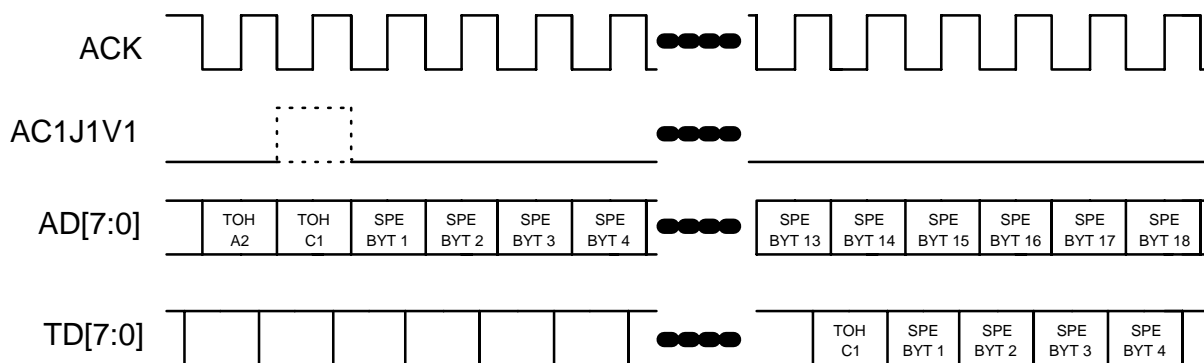 ACK
AC1J1V1
AD[7:0]
TOH A2
TOH C1
SPE BYT 1
SPE BYT 2
SPE BYT 3
SPE BYT 4
SPE BYT 13
SPE BYT 14
SPE BYT 15
SPE BYT 16
SPE BYT 17
SPE BYT 18
TD[7:0]
TOH C1
SPE BYT 1
SPE BYT 2
SPE BYT 3
SPE BYT 4